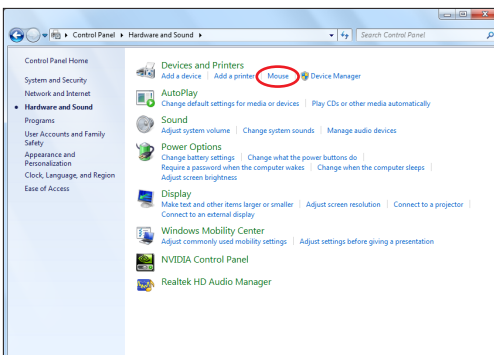 Control Panel ▸ Hardware and Sound ▸
Search Control Panel
Control Panel Home
System and Security
Network and Internet
Hardware and Sound
Programs
User Accounts and Family
Safety
Appearance and
Personalization
Clock, Language, and Region
Ease of Access
Devices and Printers
Add a device | Add a printer | Mouse | Device Manager
AutoPlay
Change default settings for media or devices | Play CDs or other media automatically
Sound
Adjust system volume | Change system sounds | Manage audio devices
Power Options
Change battery settings | Change what the power buttons do |
Require a password when the computer wakes | Change when the computer sleeps |
Adjust screen brightness
Display
Make text and other items larger or smaller | Adjust screen resolution | Connect to a projector |
Connect to an external display
Windows Mobility Center
Adjust commonly used mobility settings | Adjust settings before giving a presentation
NVIDIA Control Panel
Realtek HD Audio Manager